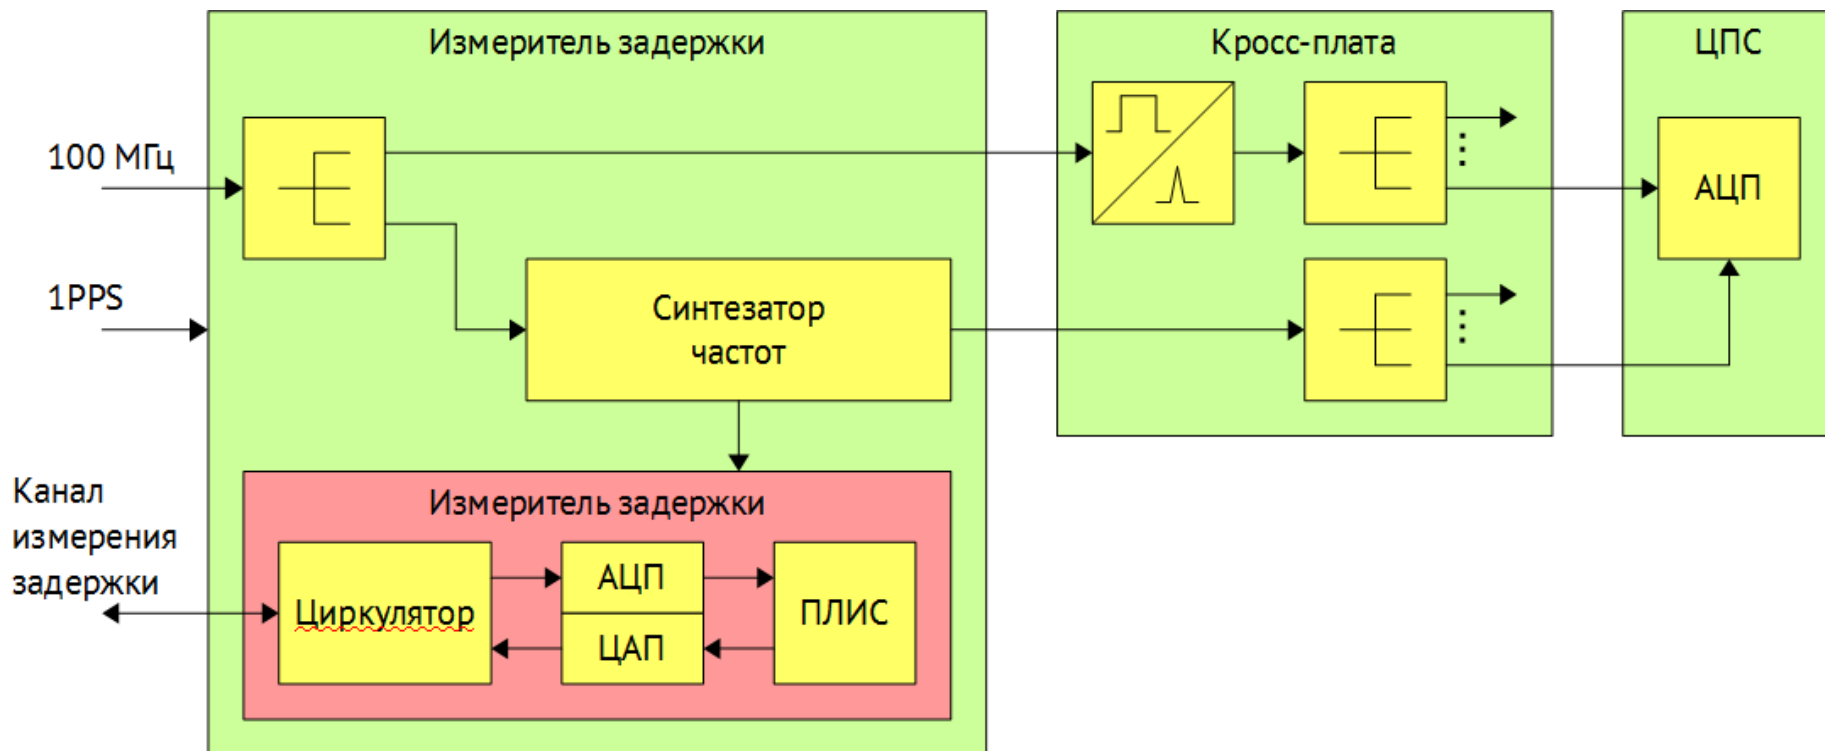 Измеритель задержки
Кросс-плата
ЦПС
100 МГц
АЦП
1PPS
Синтезатор
частот
Канал
измерения
задержки
Измеритель задержки
Циркулятор
АЦП
ЦАП
ПЛИС